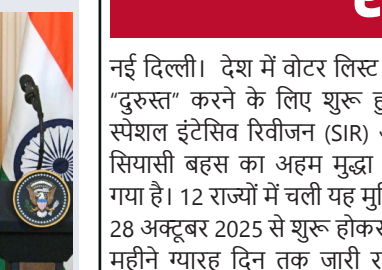 नई दिल्ली। देश में वोटर लिस्ट
“दुरुस्त” करने के लिए शुरू
स्पेशल इंटेसिव रिवीजन (SIR)
सियासी बहस का अहम मुद्धा
गया है। 12 राज्यों में चली यह
28 अक्टूबर 2025 से शुरू होकर
महीने ग्यारह दिन तक जारी